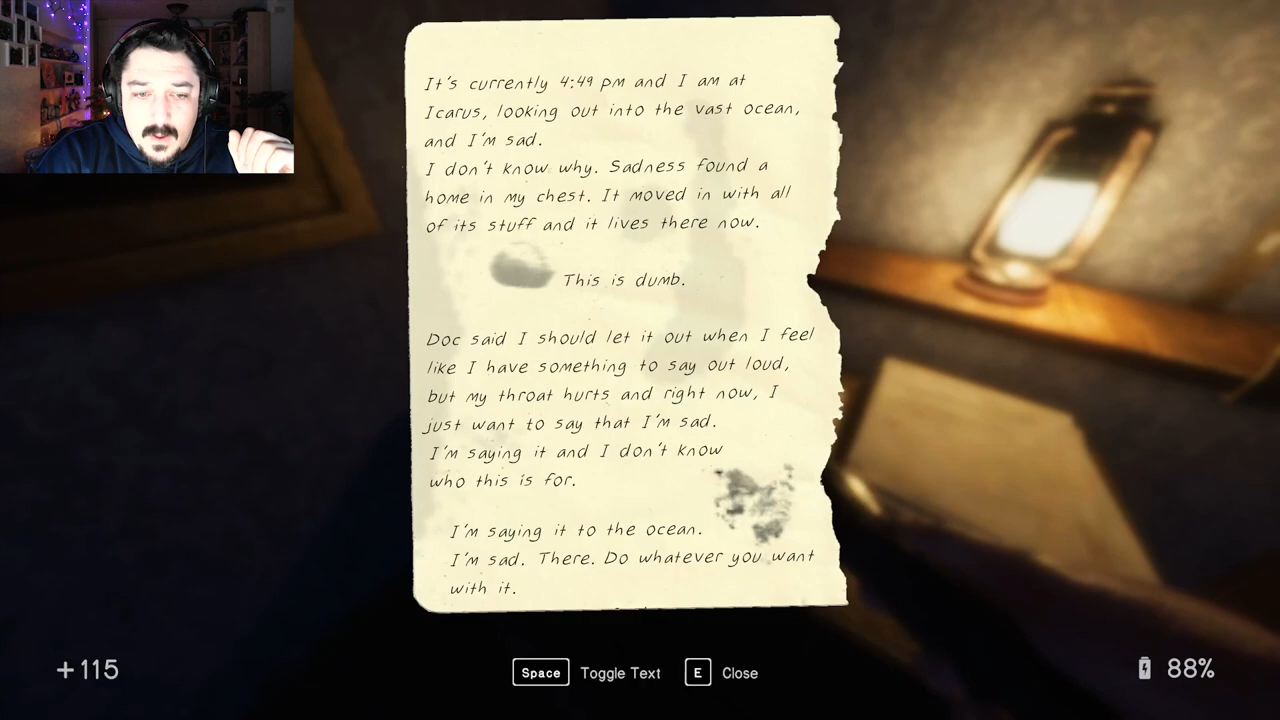 It's currently 4:49 pm and I am at
Icarus, looking out into the vast ocean,
and I'm sad.
I don't know why. Sadness found a
home in my chest. It moved in with all
of its stuff and it lives there now.
This is dumb.
Doc said I should let it out when I feel
like I have something to say out loud,
but my throat hurts and right now, I
just want to say that I'm sad.
I'm saying it and I don't know
who this is for.
I'm saying it to the ocean.
I'm sad. There. Do whatever you want
with it.
+115
Space Toggle Text E Close
88%